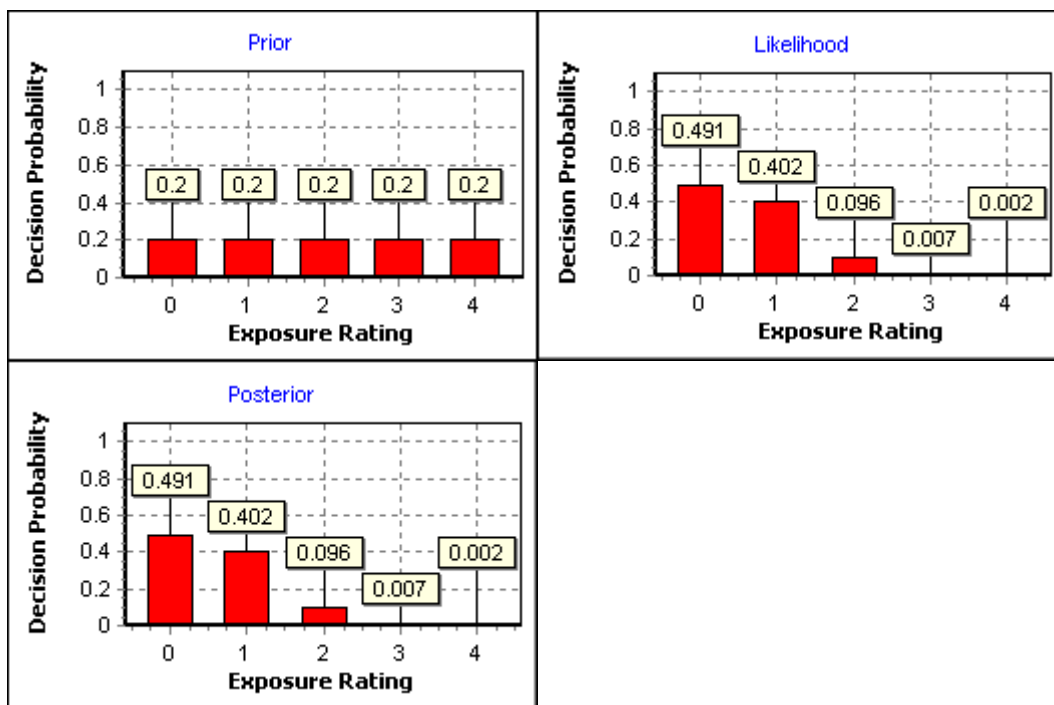 Prior
Decision Probability
1
0.8
0.6
0.4
0.2
0
0.2 0.2 0.2 0.2 0.2
0 1 2 3 4
Exposure Rating
Likelihood
Decision Probability
1
0.8
0.6
0.4
0.2
0
0.491
0.402
0.096
0.007
0.002
0 1 2 3 4
Exposure Rating
Posterior
Decision Probability
1
0.8
0.6
0.4
0.2
0
0.491
0.402
0.096
0.007
0.002
0 1 2 3 4
Exposure Rating